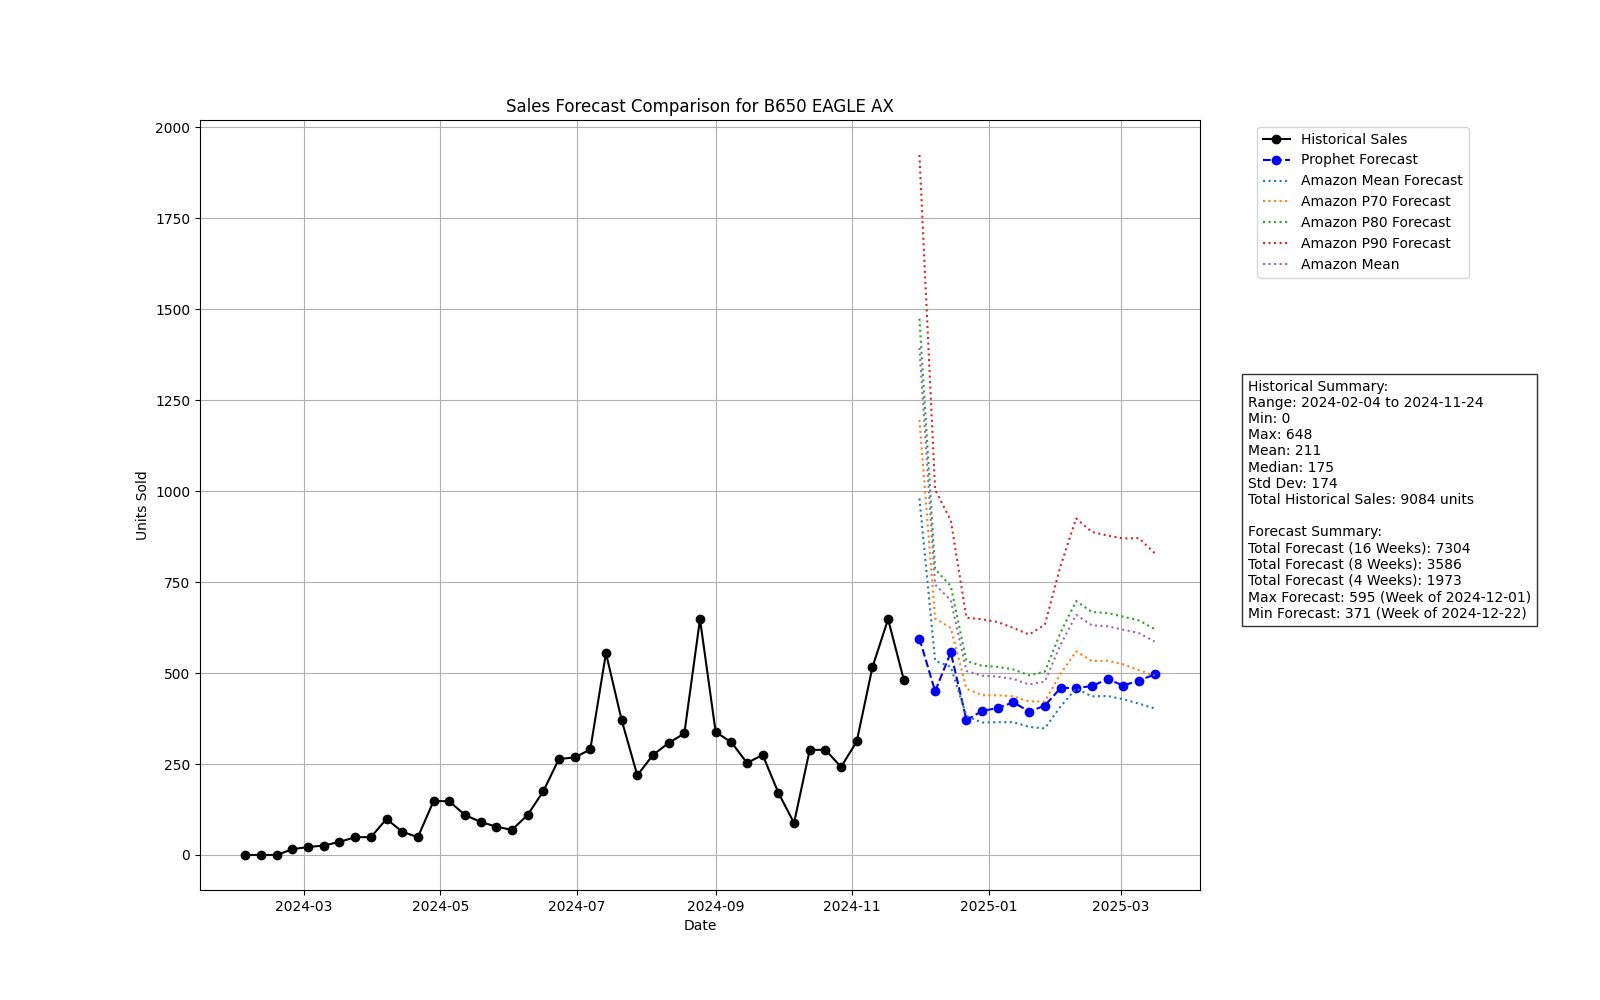 Sales Forecast Comparison for B650 EAGLE AX
2000
1750
1500
1250
1000
750
500
250
0
Units Sold
2024-03
2024-05
2024-07
2024-09
2024-11
2025-01
2025-03
Date
Historical Sales
Prophet Forecast
Amazon Mean Forecast
Amazon P70 Forecast
Amazon P80 Forecast
Amazon P90 Forecast
Amazon Mean
Historical Summary:
Range: 2024-02-04 to 2024-11-24
Min: 0
Max: 648
Mean: 211
Median: 175
Std Dev: 174
Total Historical Sales: 9084 units
Forecast Summary:
Total Forecast (16 Weeks): 7304
Total Forecast (8 Weeks): 3586
Total Forecast (4 Weeks): 1973
Max Forecast: 595 (Week of 2024-12-01)
Min Forecast: 371 (Week of 2024-12-22)